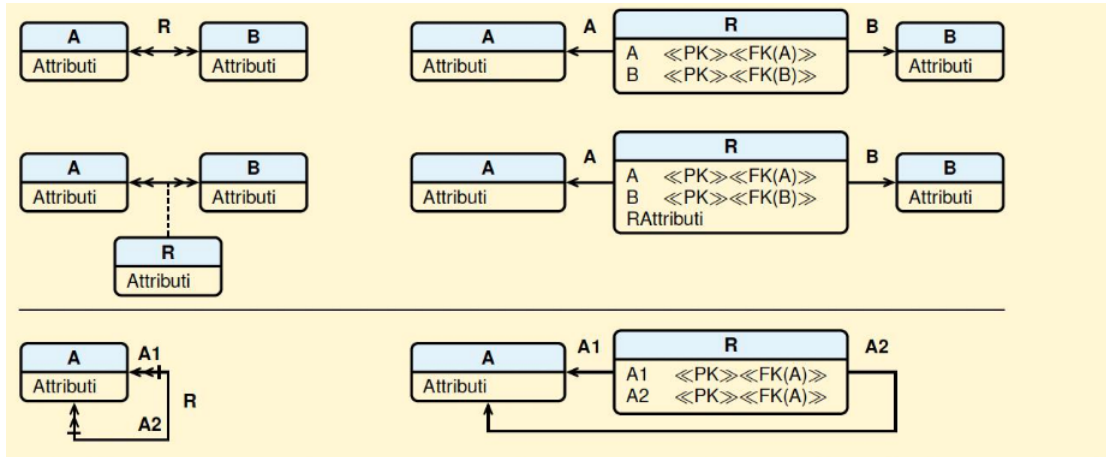 R
A
B
Attributi
Attributi
A
A
R
B
B
Attributi
A ≪PK≫≪FK(A)≫
B ≪PK≫≪FK(B)≫
Attributi
A
B
Attributi
Attributi
R
Attributi
A
A
R
B
B
Attributi
A ≪PK≫≪FK(A)≫
B ≪PK≫≪FK(B)≫
RAttributi
Attributi
A
A1
Attributi
R
A2
A
A1
R
A2
Attributi
A1 ≪PK≫≪FK(A)≫
A2 ≪PK≫≪FK(A)≫